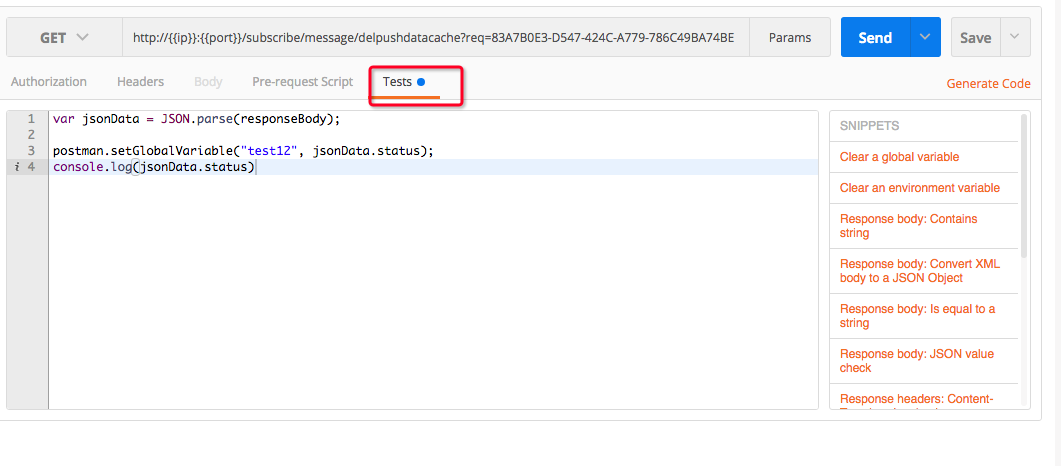 GET http://{{ip}}:{{port}}/subscribe/message/delpushdatacache?req=83A7B0E3-D547-424C-A779-786C49BA74BE Params Send Save
Authorization Headers Body Pre-request Script Tests Generate Code
1 var jsonData = JSON.parse(responseBody);
2
3 postman.setGlobalVariable("test12", jsonData.status);
i 4 console.log(jsonData.status)
SNIPPETS
Clear a global variable
Clear an environment variable
Response body: Contains
string
Response body: Convert XML
body to a JSON Object
Response body: Is equal to a
string
Response body: JSON value
check
Response headers: Content-